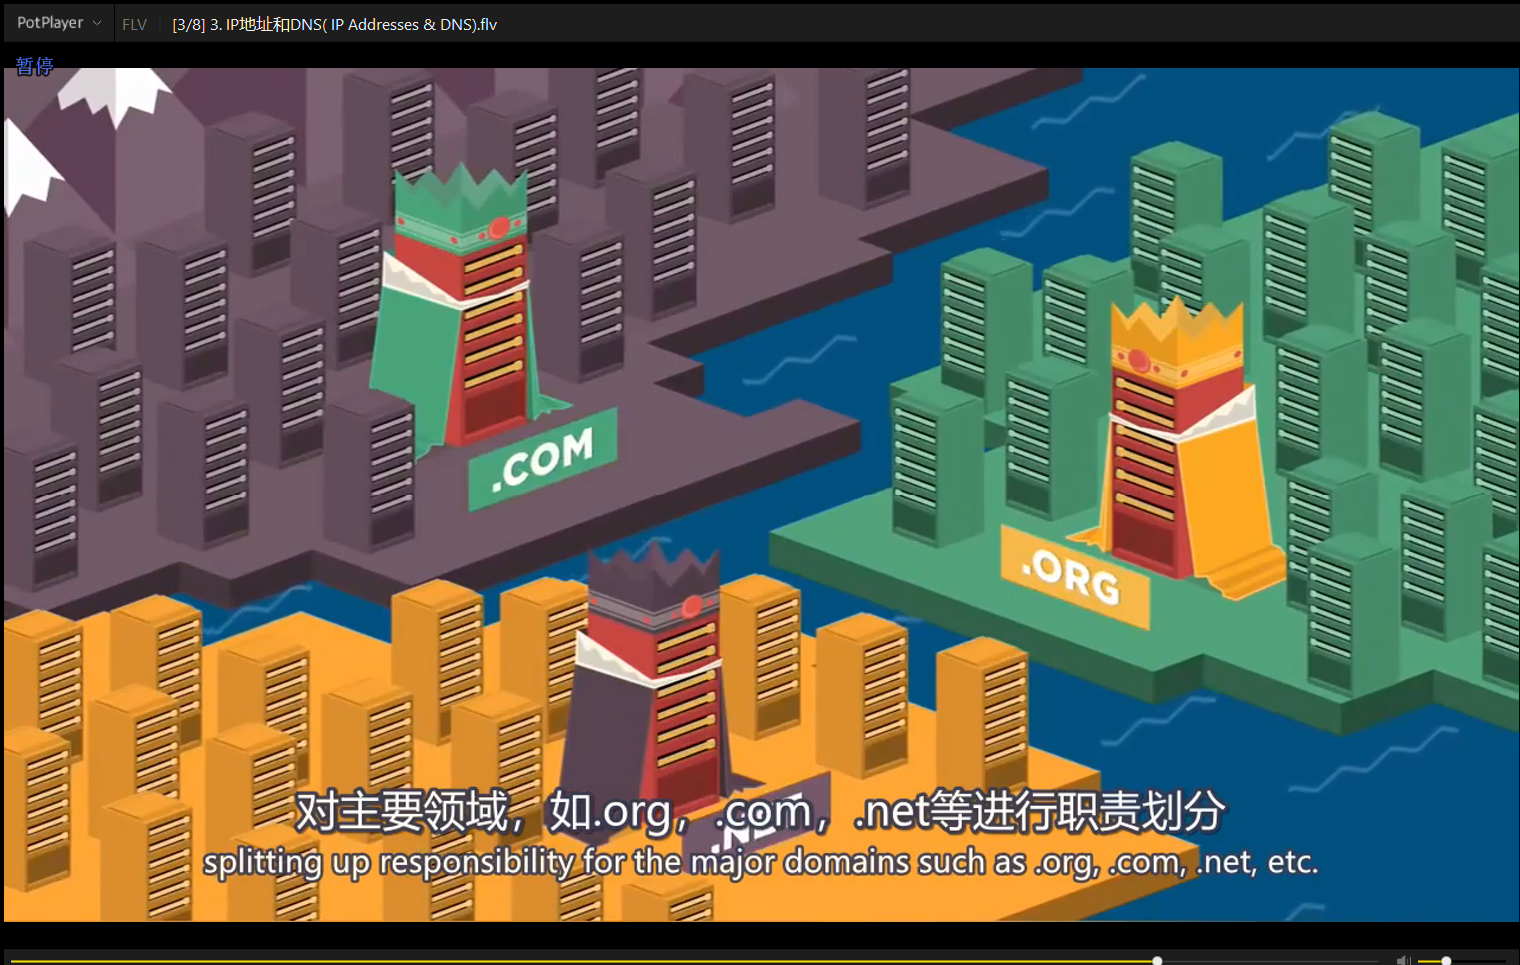 PotPlayer FLV [3/8] 3. IP地址和DNS( IP Addresses & DNS).flv
暂停
.COM
.ORG
.NET
对主要领域，如.org，.com，.net等进行职责划分
splitting up responsibility for the major domains such as .org, .com, .net, etc.